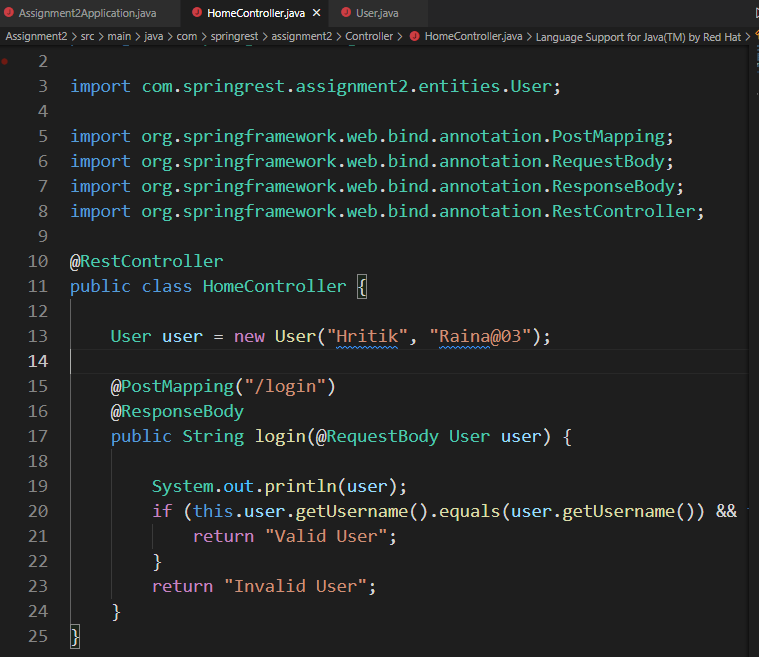 Assignment2Application.java HomeController.java × User.java
Assignment2 > src > main > java > com > springrest > assignment2 > Controller > HomeController.java > Language Support for Java(TM) by Red Hat >
2
3 import com.springrest.assignment2.entities.User;
4
5 import org.springframework.web.bind.annotation.PostMapping;
6 import org.springframework.web.bind.annotation.RequestBody;
7 import org.springframework.web.bind.annotation.ResponseBody;
8 import org.springframework.web.bind.annotation.RestController;
9
10 @RestController
11 public class HomeController {
12
13 User user = new User("Hritik", "Raina@03");
14
15 @PostMapping("/login")
16 @ResponseBody
17 public String login(@RequestBody User user) {
18
19 System.out.println(user);
20 if (this.user.getUsername().equals(user.getUsername()) &&
21 return "Valid User";
22 }
23 return "Invalid User";
24 }
25 }